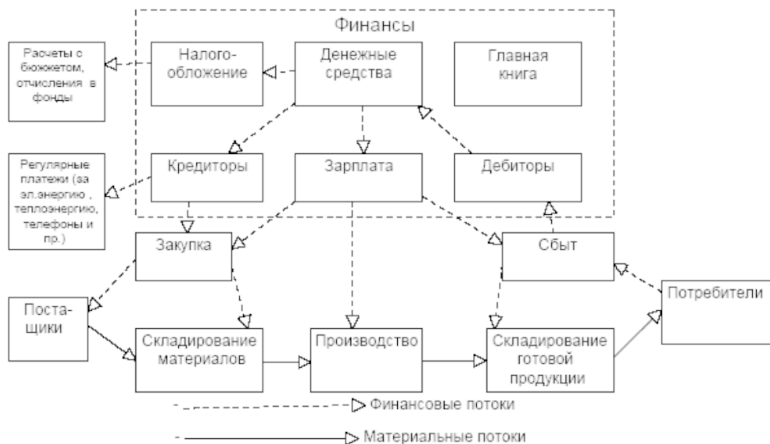 Финансы
Расчеты с
бюжкетом,
отчисления в
фонды
Налого-
обложение
Денежные
средства
Главная
книга
Регулярные
платежи (за
эл.энергию ,
теплоэнергию,
телефоны и
пр.)
Кредиторы
Зарплата
Дебиторы
Закупка
Сбыт
Поста-
щики
Складирование
материалов
Производство
Складирование
готовой
продукции
Потребители
Финансовые потоки
Материальные потоки